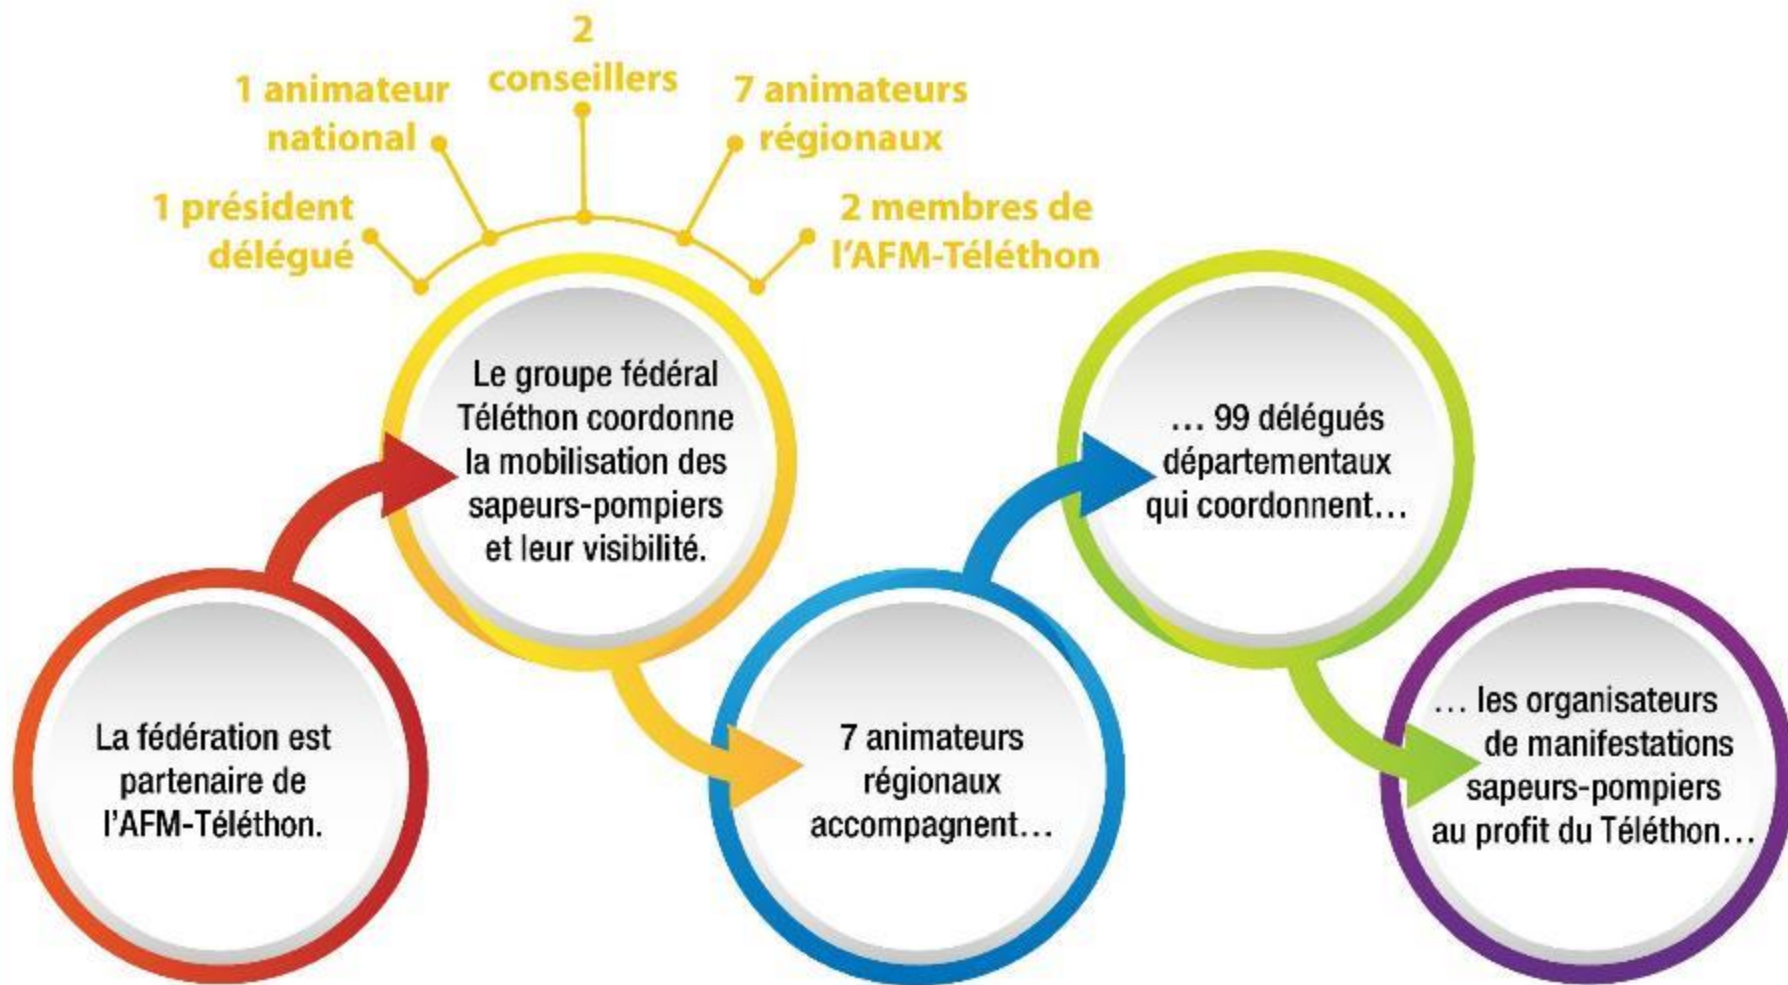 1 président
délégué
1 animateur
national
2
conseillers
7 animateurs
régionaux
2 membres de
l'AFM-Téléthon
La fédération est
partenaire de
l'AFM-Téléthon.
Le groupe fédéral
Téléthon coordonne
la mobilisation des
sapeurs-pompiers
et leur visibilité.
7 animateurs
régionaux
accompagnent...
... 99 délégués
départementaux
qui coordonnent...
... les organisateurs
de manifestations
sapeurs-pompiers
au profit du Téléthon...